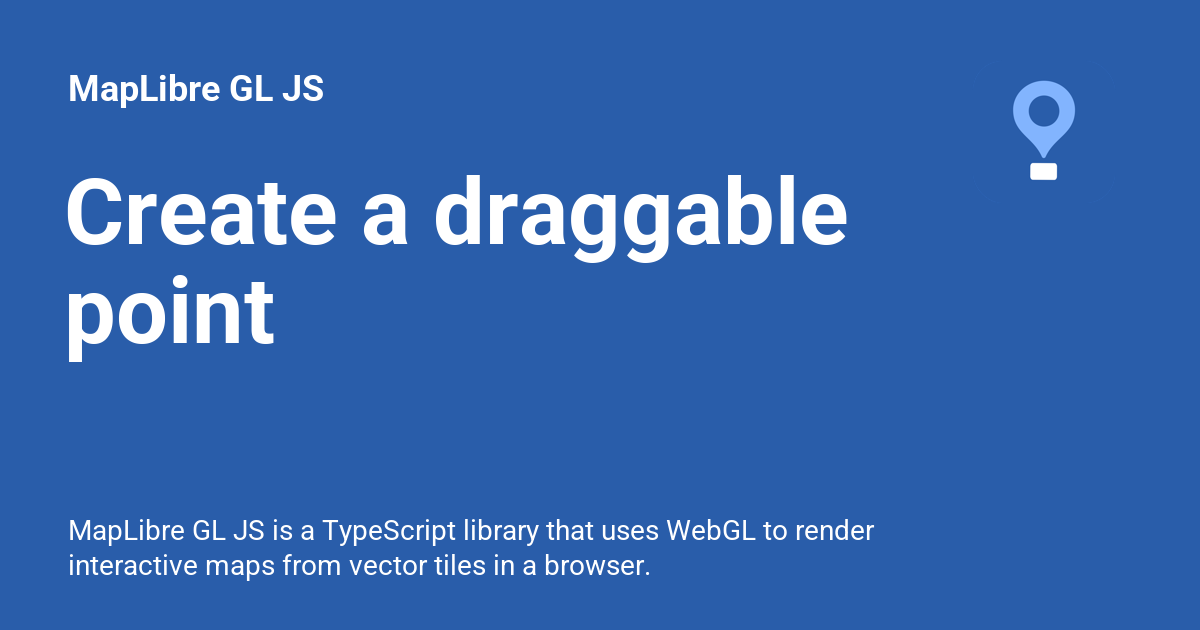 MapLibre GL JS
Create a draggable
point
MapLibre GL JS is a TypeScript library that uses WebGL to render
interactive maps from vector tiles in a browser.